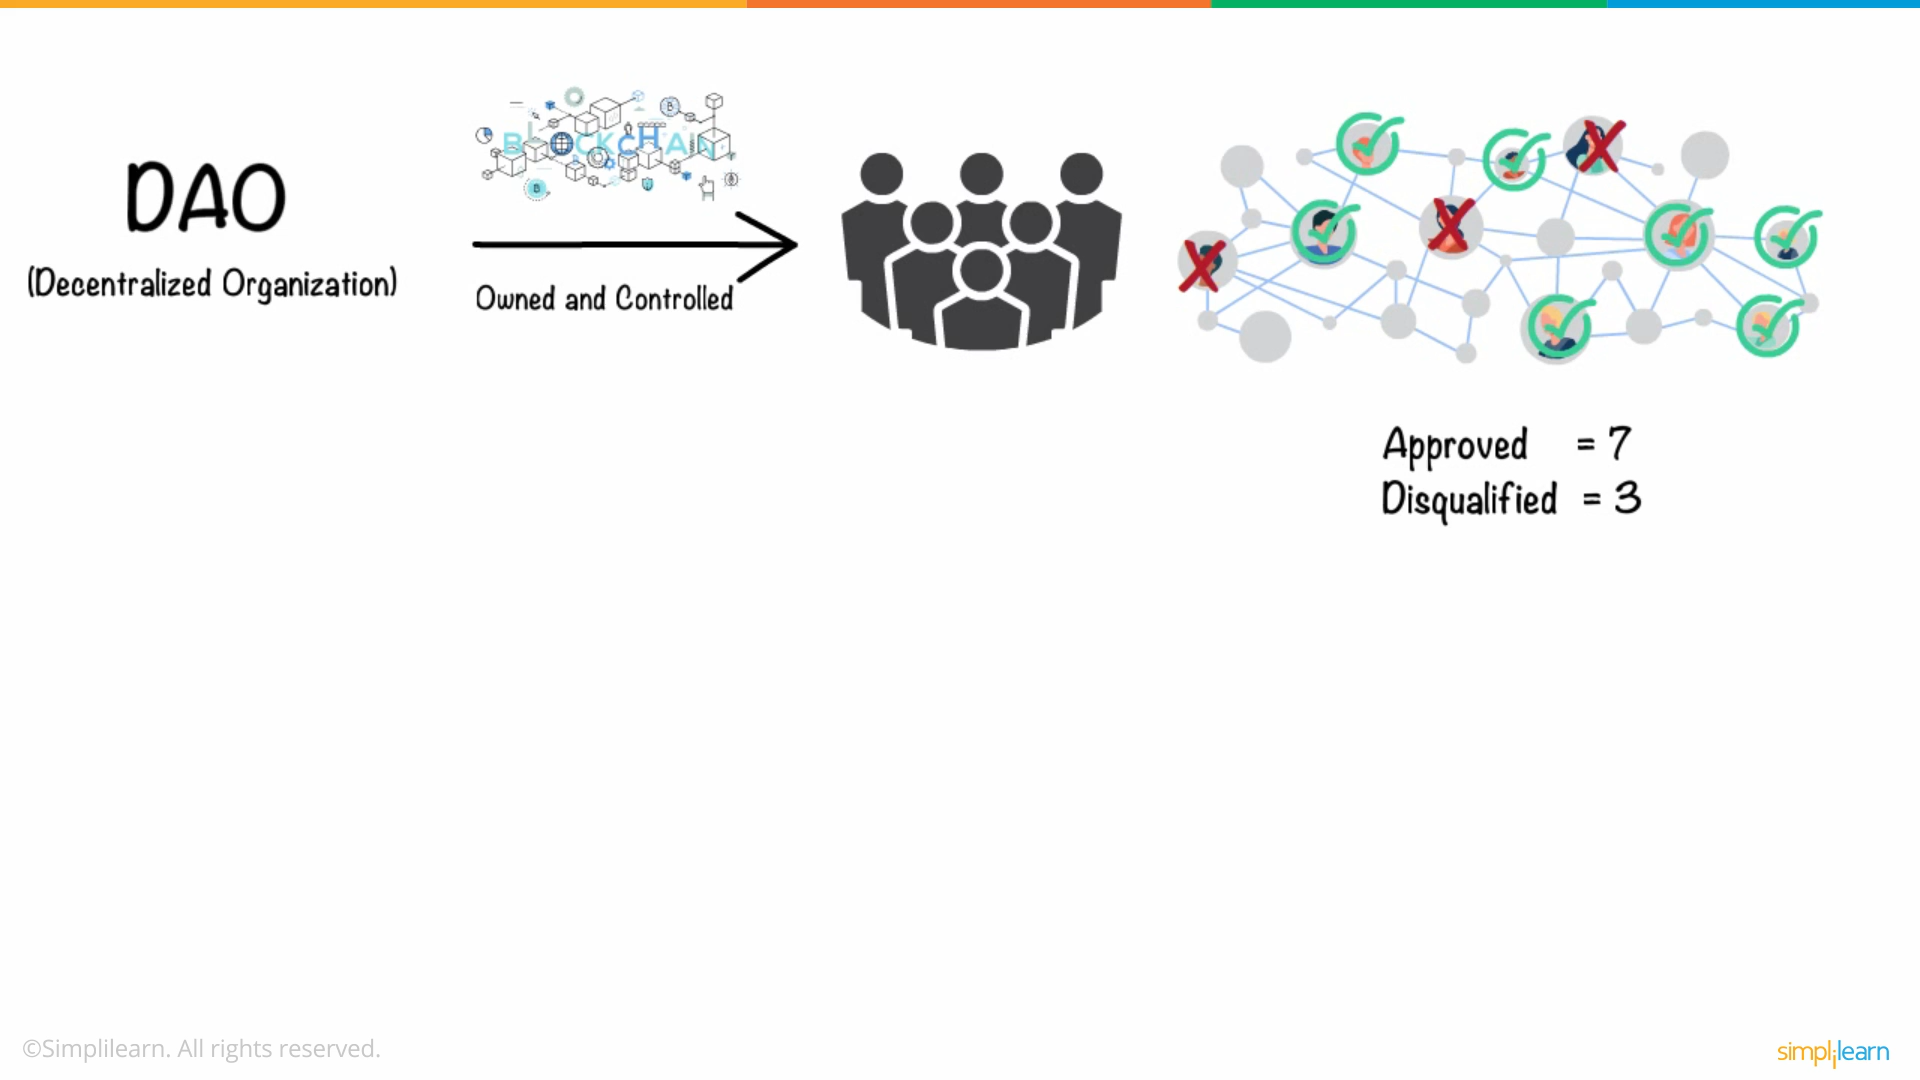 BLOCKCHAIN
DAO
(Decentralized Organization)
Owned and Controlled
Approved = 7
Disqualified = 3
©Simplilearn. All rights reserved.
simplilearn